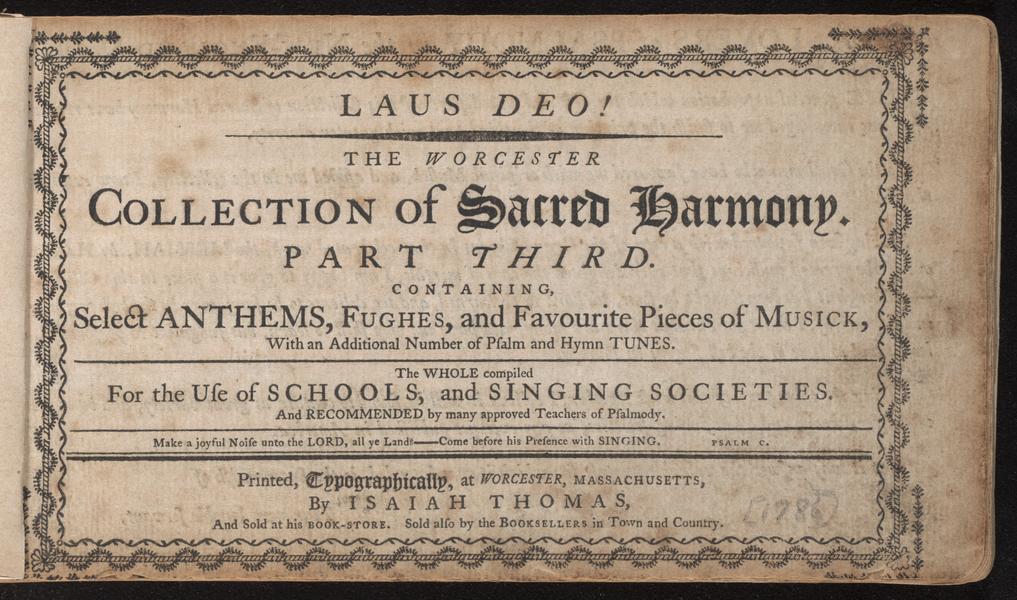 LAUS DEO!
THE WORCESTER
COLLECTION of Sacred Harmony.
PART THIRD.
CONTAINING,
Select ANTHEMS, FUGHES, and Favourite Pieces of MUSICK,
With an Additional Number of Pſalm and Hymn TUNES.
The WHOLE compiled
For the Uſe of SCHOOLS, and SINGING SOCIETIES.
And RECOMMENDED by many approved Teachers of Pſalmody.
Make a joyful Noiſe unto the LORD, all ye Lands——Come before his Preſence with SINGING. PSALM C.
Printed, Typographically, at WORCESTER, MASSACHUSETTS,
By ISAIAH THOMAS,
And Sold at his BOOK-STORE. Sold alſo by the BOOKSELLERS in Town and Country.
[1786]